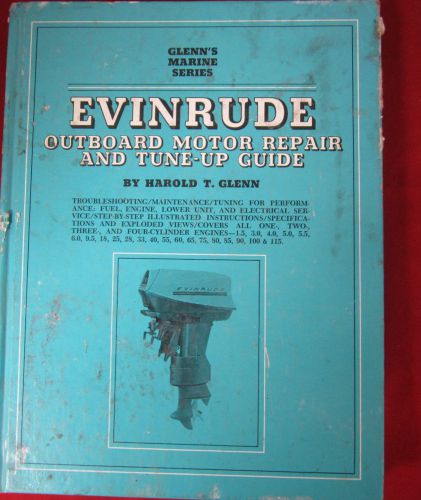 GLENN'S
MARINE
SERIES
EVINRUDE
OUTBOARD MOTOR REPAIR
AND TUNE-UP GUIDE
BY HAROLD T. GLENN
TROUBLESHOOTING/MAINTENANCE/TUNING FOR PERFORM-
ANCE: FUEL, ENGINE, LOWER UNIT, AND ELECTRICAL SER-
VICE/STEP-BY-STEP ILLUSTRATED INSTRUCTIONS/SPECIFICA-
TIONS AND EXPLODED VIEWS/COVERS ALL ONE-, TWO-,
THREE-, AND FOUR-CYLINDER ENGINES—1.5, 3.0, 4.0, 5.0, 5.5,
6.0, 9.5, 18, 25, 28, 33, 40, 55, 60, 65, 75, 80, 85, 90, 100 & 115.
EVINRUDE